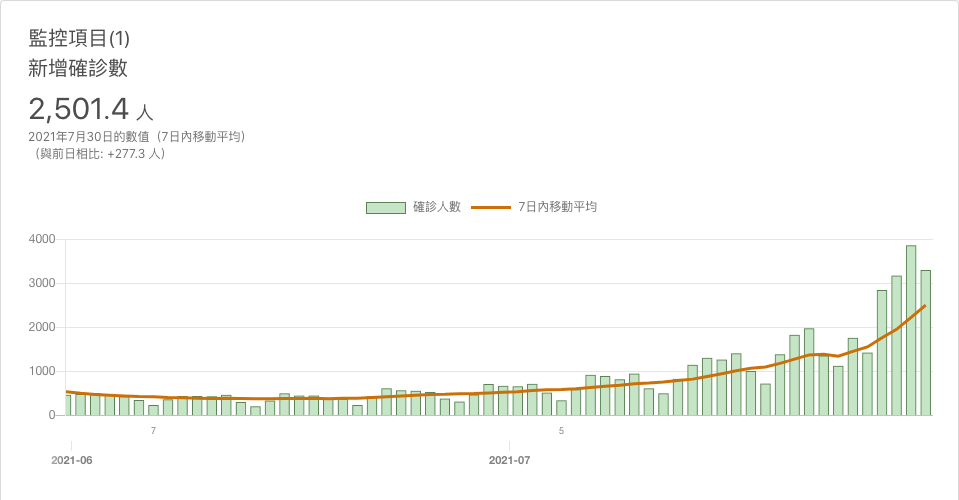 監控項目(1)
新增確診數
2,501.4 人
2021年7月30日的數值（7日內移動平均）
（與前日相比: +277.3 人）
確診人數 7日內移動平均
4000
3000
2000
1000
0
7 5
2021-06 2021-07